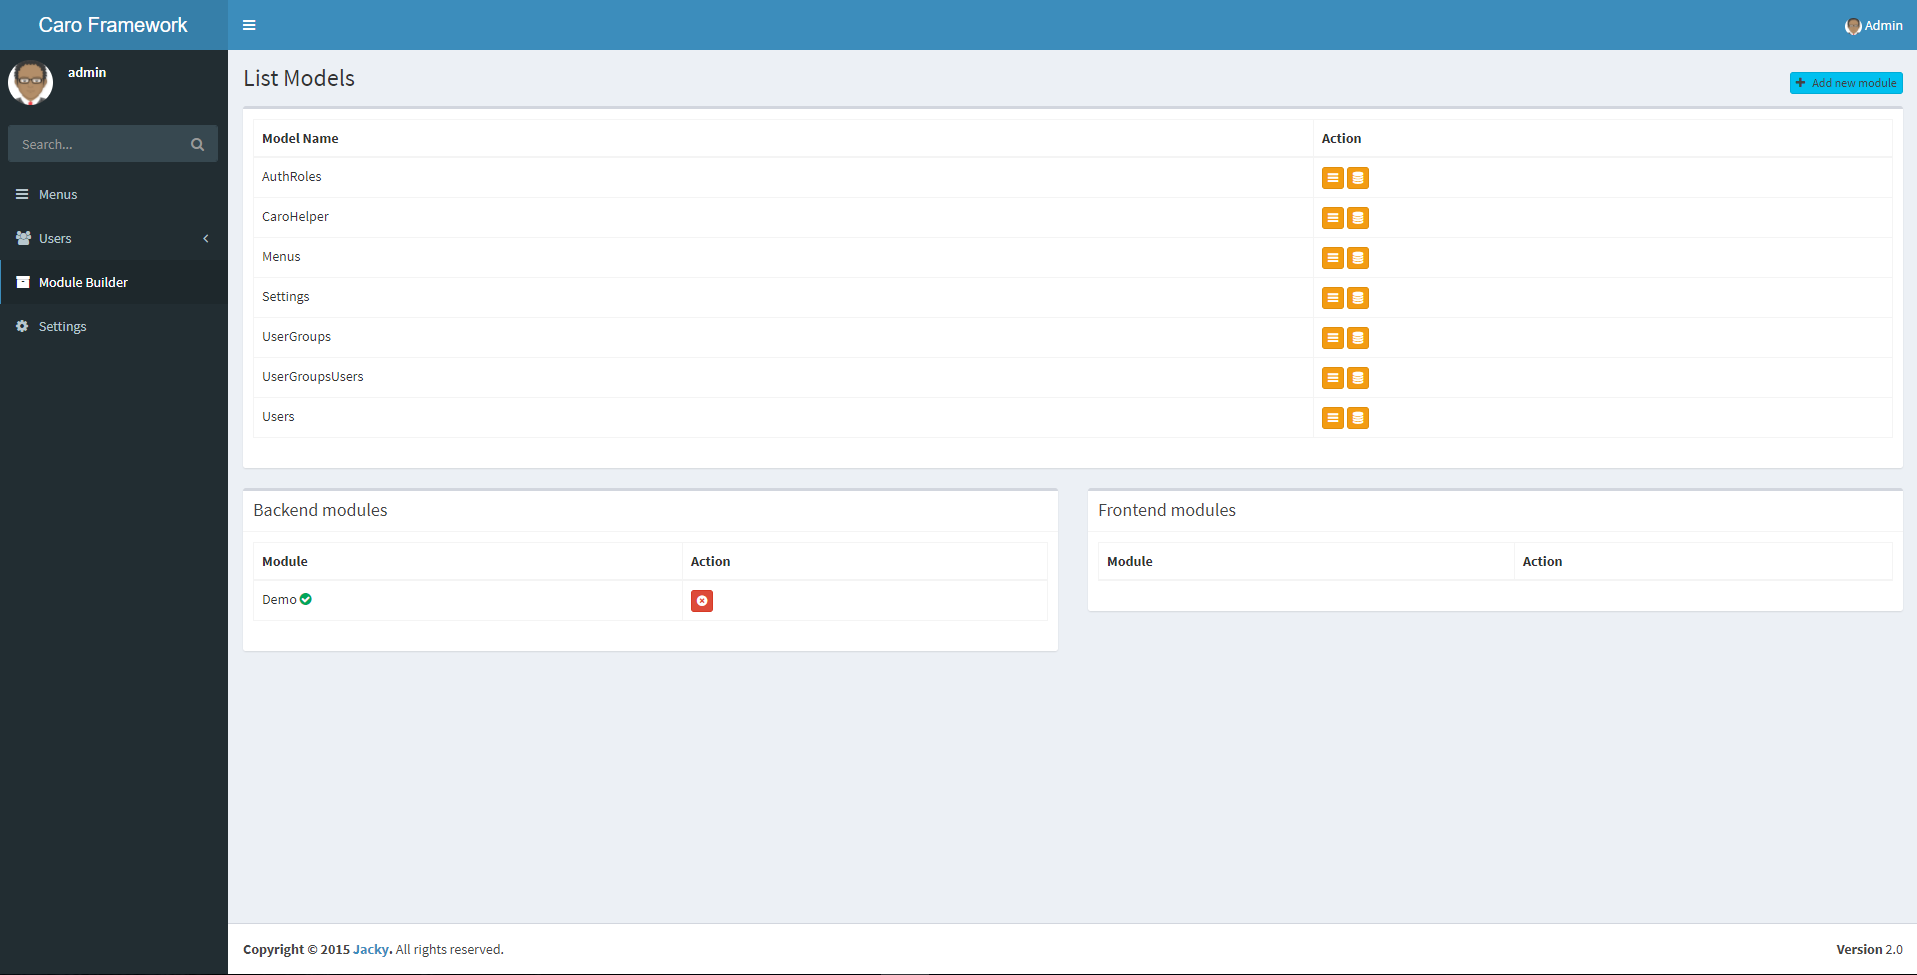 Caro Framework
Admin
admin
Search...
Menus
Users
Module Builder
Settings
List Models
Add new module
Model Name Action
AuthRoles
CaroHelper
Menus
Settings
UserGroups
UserGroupsUsers
Users
Backend modules
Module Action
Demo
Frontend modules
Module Action
Copyright © 2015 Jacky. All rights reserved.
Version 2.0